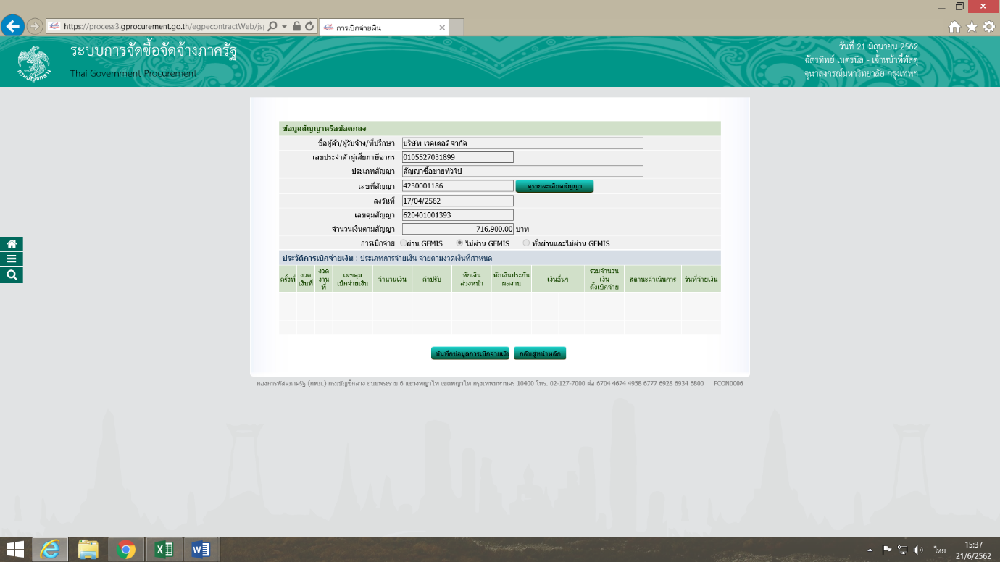 https://process3.gprocurement.go.th/egpecontractWeb/js
การเบิกจ่ายเงิน
ระบบการจัดซื้อจัดจ้างภาครัฐ
Thai Government Procurement
วันที่ 21 มิถุนายน 2562
ฉัตรทิพย์ เนตรนิล - เจ้าหน้าที่พัสดุ
จุฬาลงกรณ์มหาวิทยาลัย กรุงเทพฯ
กรมบัญชีกลาง
ข้อมูลสัญญาหรือข้อตกลง
ชื่อผู้ค้า/ผู้รับจ้าง/ที่ปรึกษา บริษัท เวคเตอร์ จำกัด
เลขประจำตัวผู้เสียภาษีอากร 0105527031899
ประเภทสัญญา สัญญาซื้อขายทั่วไป
เลขที่สัญญา 4230001186 ดูรายละเอียดสัญญา
ลงวันที่ 17/04/2562
เลขคุมสัญญา 620401001393
จำนวนเงินตามสัญญา 716,900.00 บาท
การเบิกจ่าย ผ่าน GFMIS ไม่ผ่าน GFMIS ทั้งผ่านและไม่ผ่าน GFMIS
ประวัติการเบิกจ่ายเงิน : ประเภทการจ่ายเงิน จ่ายตามงวดเงินที่กำหนด
ครั้งที่ งวดเงินที่ งวดงานที่ เลขคุมเบิกจ่ายเงิน จำนวนเงิน ค่าปรับ หักเงินล่วงหน้า หักเงินประกันผลงาน เงินอื่นๆ รวมจำนวนเงินตั้งเบิกจ่าย สถานะดำเนินการ วันที่จ่ายเงิน
บันทึกข้อมูลการเบิกจ่ายเงิน กลับสู่หน้าหลัก
กองการพัสดุภาครัฐ (กพภ.) กรมบัญชีกลาง ถนนพระราม 6 แขวงพญาไท เขตพญาไท กรุงเทพมหานคร 10400 โทร. 02-127-7000 ต่อ 6704 4674 4958 6777 6928 6934 6800 FCON0006
ไทย
15:37
21/6/2562